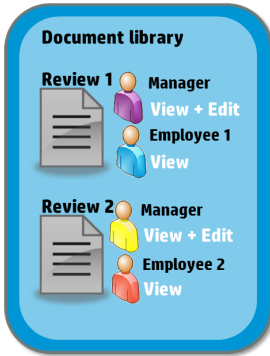 Document library
Review 1
Manager
View + Edit
Employee 1
View
Review 2
Manager
View + Edit
Employee 2
View